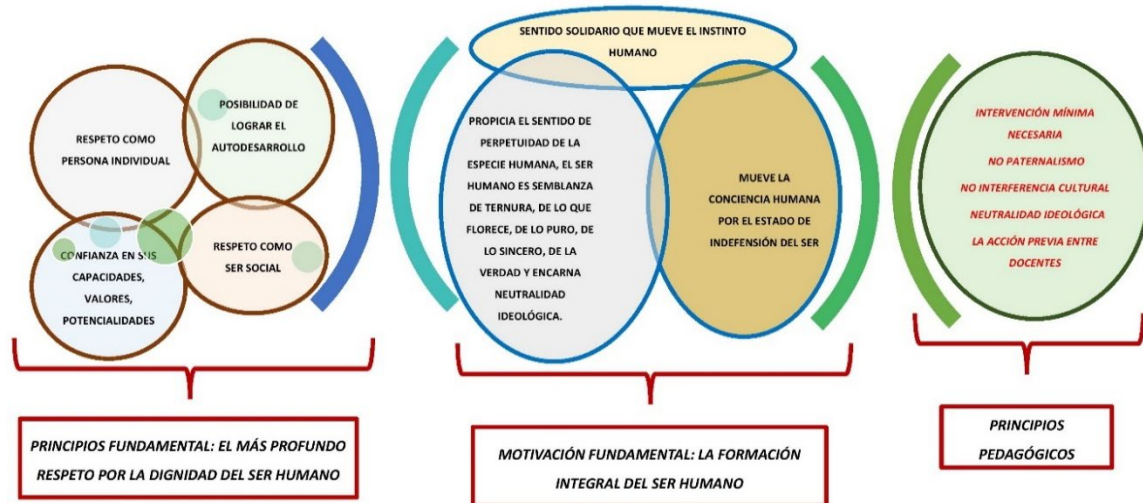 RESPETO COMO
PERSONA INDIVIDUAL
POSIBILIDAD DE
LOGRAR EL
AUTODESARROLLO
CONFIANZA EN SUS
CAPACIDADES,
VALORES,
POTENCIALIDADES
RESPETO COMO
SER SOCIAL
PRINCIPIOS FUNDAMENTAL: EL MÁS PROFUNDO
RESPETO POR LA DIGNIDAD DEL SER HUMANO
SENTIDO SOLIDARIO QUE MUEVE EL INSTINTO
HUMANO
PROPICIA EL SENTIDO DE
PERPETUIDAD DE LA
ESPECIE HUMANA, EL SER
HUMANO ES SEMBLANZA
DE TERNURA, DE LO QUE
FLORECE, DE LO PURO, DE
LO SINCERO, DE LA
VERDAD Y ENCARNA
NEUTRALIDAD
IDEOLÓGICA.
MUEVE LA
CONCIENCIA HUMANA
POR EL ESTADO DE
INDEFENSIÓN DEL SER
MOTIVACIÓN FUNDAMENTAL: LA FORMACIÓN
INTEGRAL DEL SER HUMANO
INTERVENCIÓN MÍNIMA
NECESARIA
NO PATERNALISMO
NO INTERFERENCIA CULTURAL
NEUTRALIDAD IDEOLÓGICA
LA ACCIÓN PREVIA ENTRE
DOCENTES
PRINCIPIOS
PEDAGÓGICOS